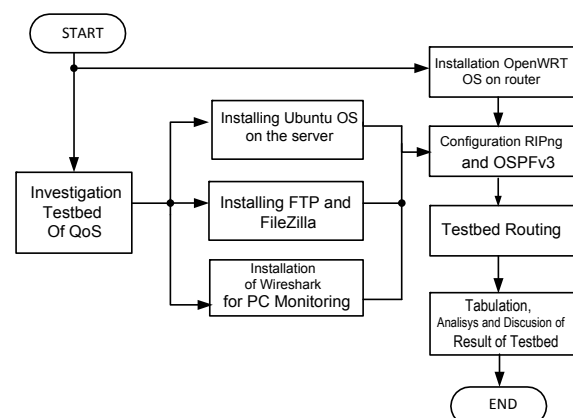 START
Installation OpenWRT
OS on router
Installing Ubuntu OS
on the server
Configuration RIPng
and OSPFv3
Investigation
Testbed
Of QoS
Installing FTP and
FileZilla
Testbed Routing
Installation
of Wireshark
for PC Monitoring
Tabulation,
Analisys and Discusion of
Result of Testbed
END